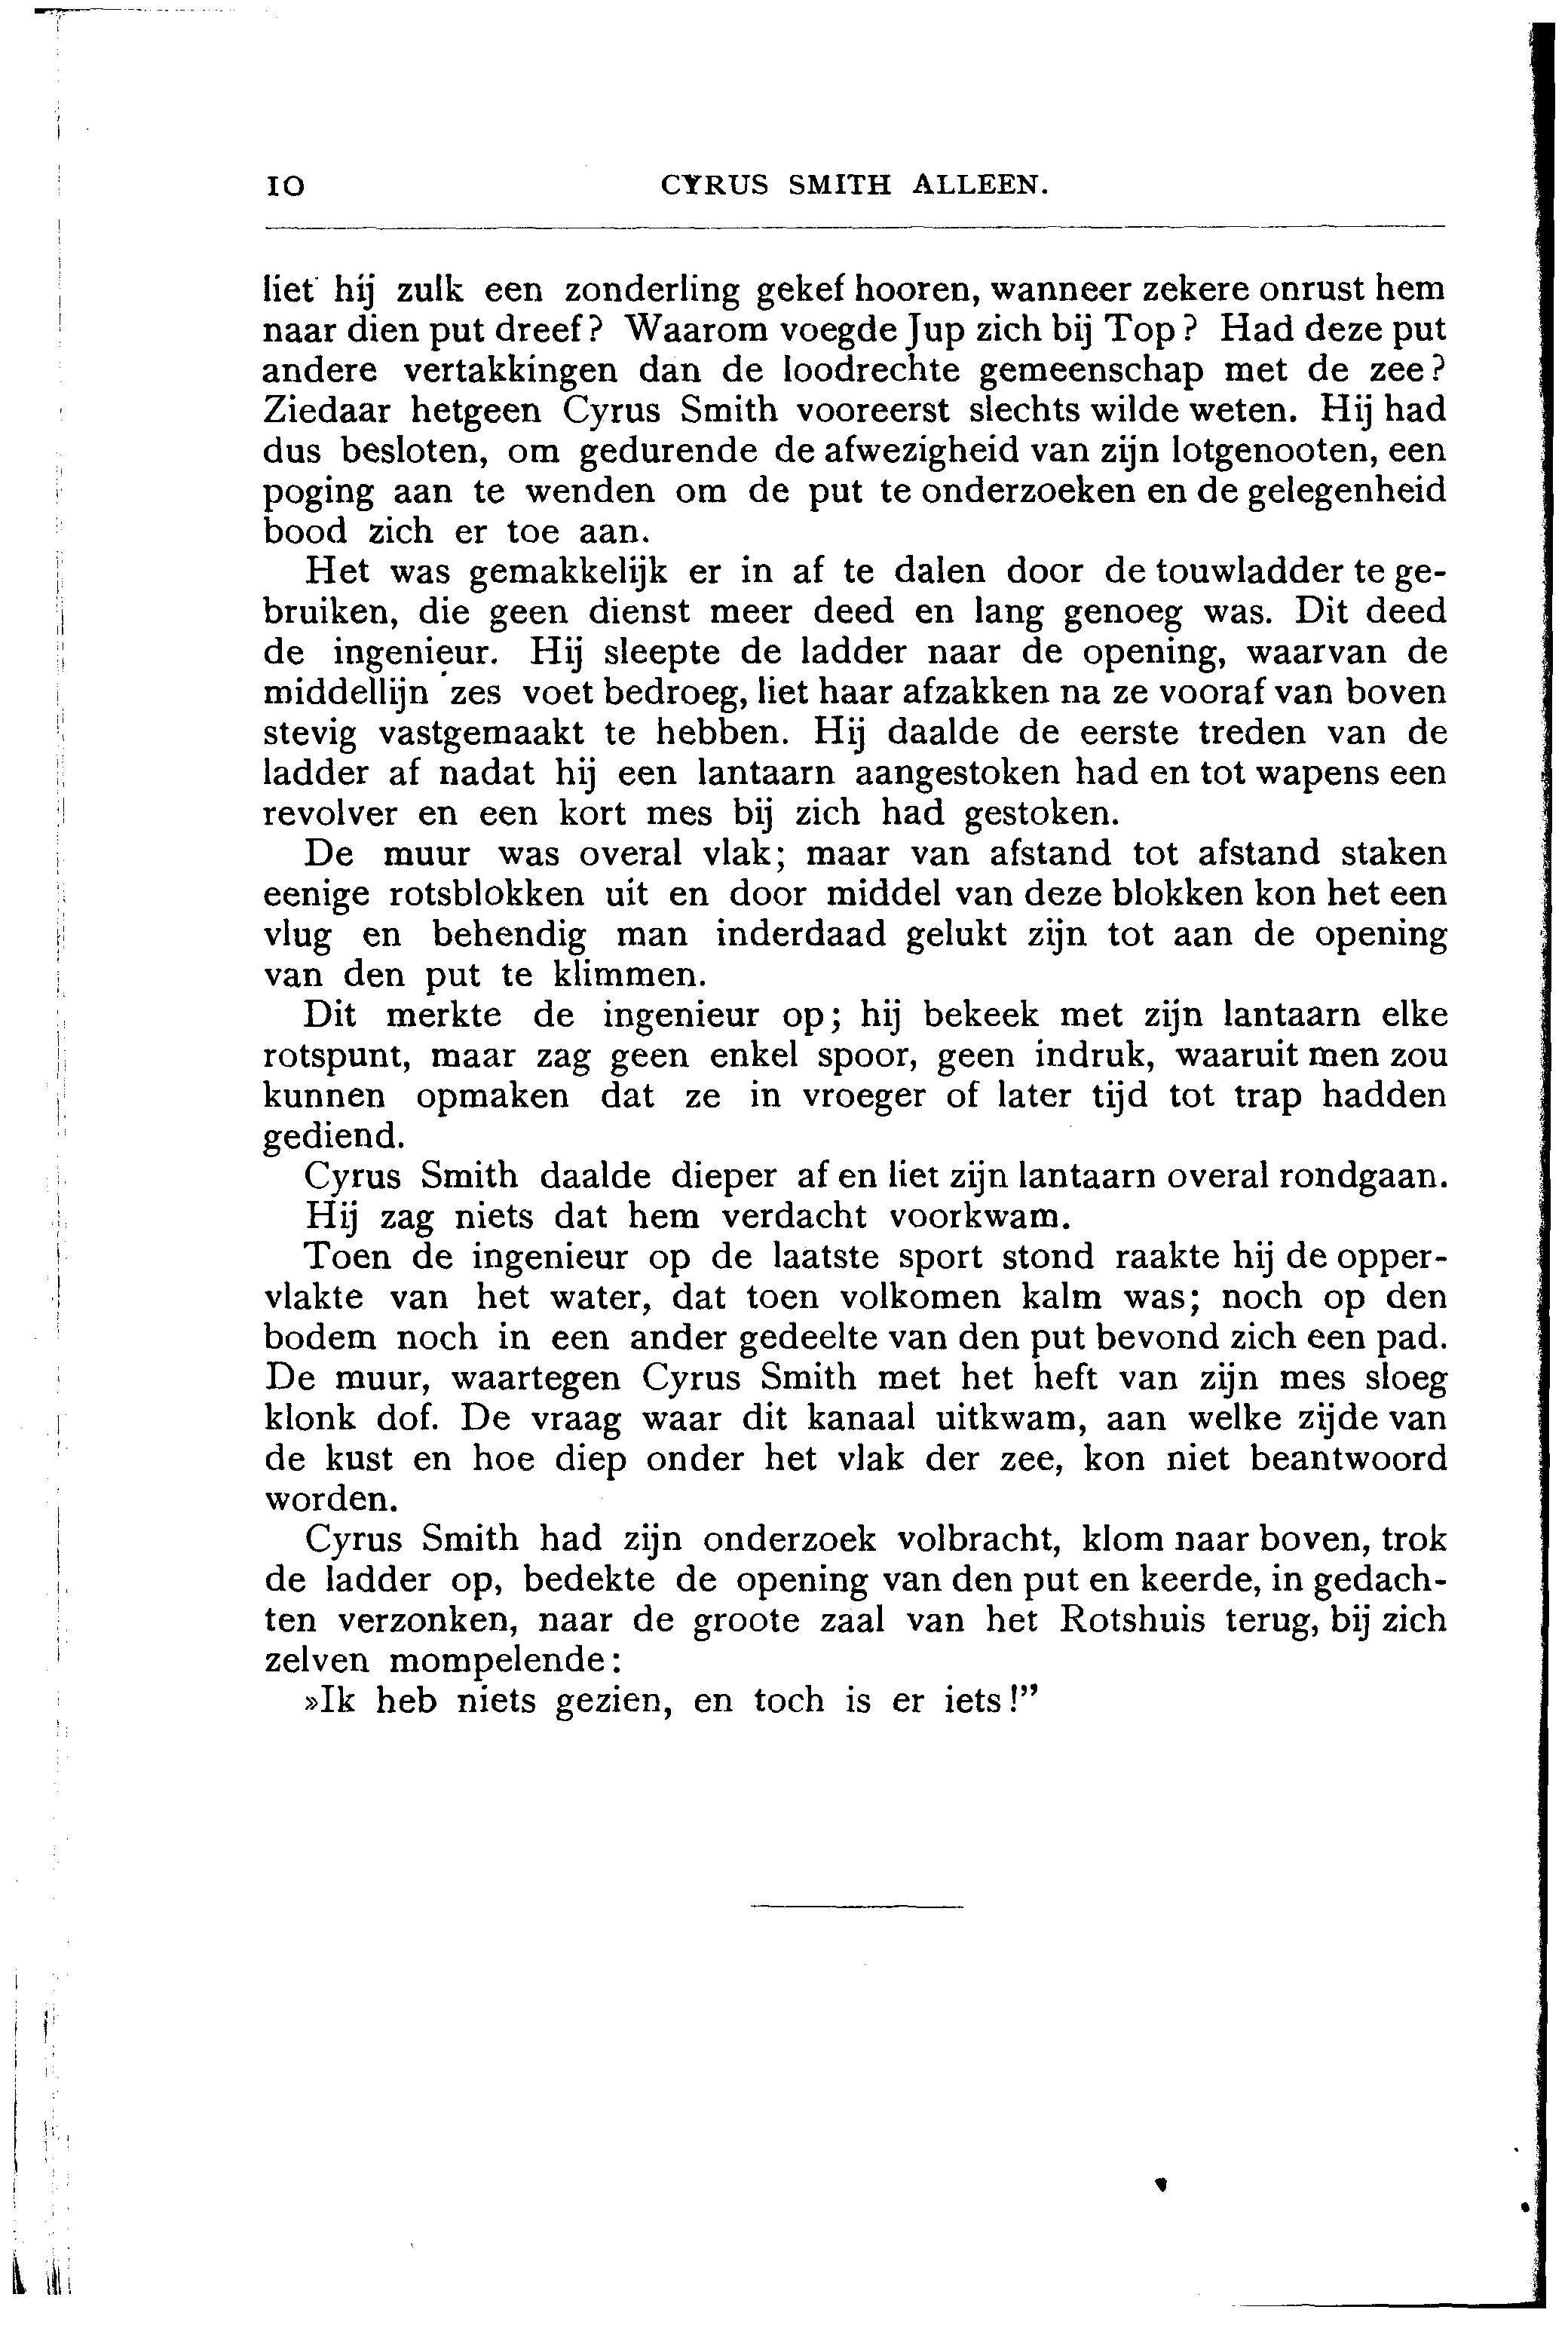 10 CYRUS SMITH ALLEEN.
liet hij zulk een zonderling gekef hooren, wanneer zekere onrust hem
naar dien put dreef? Waarom voegde Jup zich bij Top? Had deze put
andere vertakkingen dan de loodrechte gemeenschap met de zee?
Ziedaar hetgeen Cyrus Smith vooreerst slechts wilde weten. Hij had
dus besloten, om gedurende de afwezigheid van zijn lotgenooten, een
poging aan te wenden om de put te onderzoeken en de gelegenheid
bood zich er toe aan.
Het was gemakkelijk er in af te dalen door de touwladder te ge-
bruiken, die geen dienst meer deed en lang genoeg was. Dit deed
de ingenieur. Hij sleepte de ladder naar de opening, waarvan de
middellijn zes voet bedroeg, liet haar afzakken na ze vooraf van boven
stevig vastgemaakt te hebben. Hij daalde de eerste treden van de
ladder af nadat hij een lantaarn aangestoken had en tot wapens een
revolver en een kort mes bij zich had gestoken.
De muur was overal vlak; maar van afstand tot afstand staken
eenige rotsblokken uit en door middel van deze blokken kon het een
vlug en behendig man inderdaad gelukt zijn tot aan de opening
van den put te klimmen.
Dit merkte de ingenieur op; hij bekeek met zijn lantaarn elke
rotspunt, maar zag geen enkel spoor, geen indruk, waaruit men zou
kunnen opmaken dat ze in vroeger of later tijd tot trap hadden
gediend.
Cyrus Smith daalde dieper af en liet zijn lantaarn overal rondgaan.
Hij zag niets dat hem verdacht voorkwam.
Toen de ingenieur op de laatste sport stond raakte hij de opper-
vlakte van het water, dat toen volkomen kalm was; noch op den
bodem noch in een ander gedeelte van den put bevond zich een pad.
De muur, waartegen Cyrus Smith met het heft van zijn mes sloeg
klonk dof. De vraag waar dit kanaal uitkwam, aan welke zijde van
de kust en hoe diep onder het vlak der zee, kon niet beantwoord
worden.
Cyrus Smith had zijn onderzoek volbracht, klom naar boven, trok
de ladder op, bedekte de opening van den put en keerde, in gedach-
ten verzonken, naar de groote zaal van het Rotshuis terug, bij zich
zelven mompelende:
»Ik heb niets gezien, en toch is er iets!”